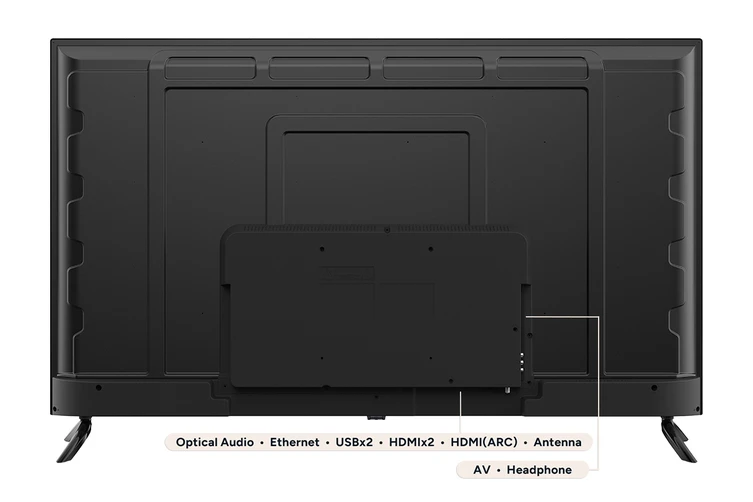 Optical Audio • Ethernet • USBx2 • HDMIx2 • HDMI(ARC) • Antenna
AV • Headphone